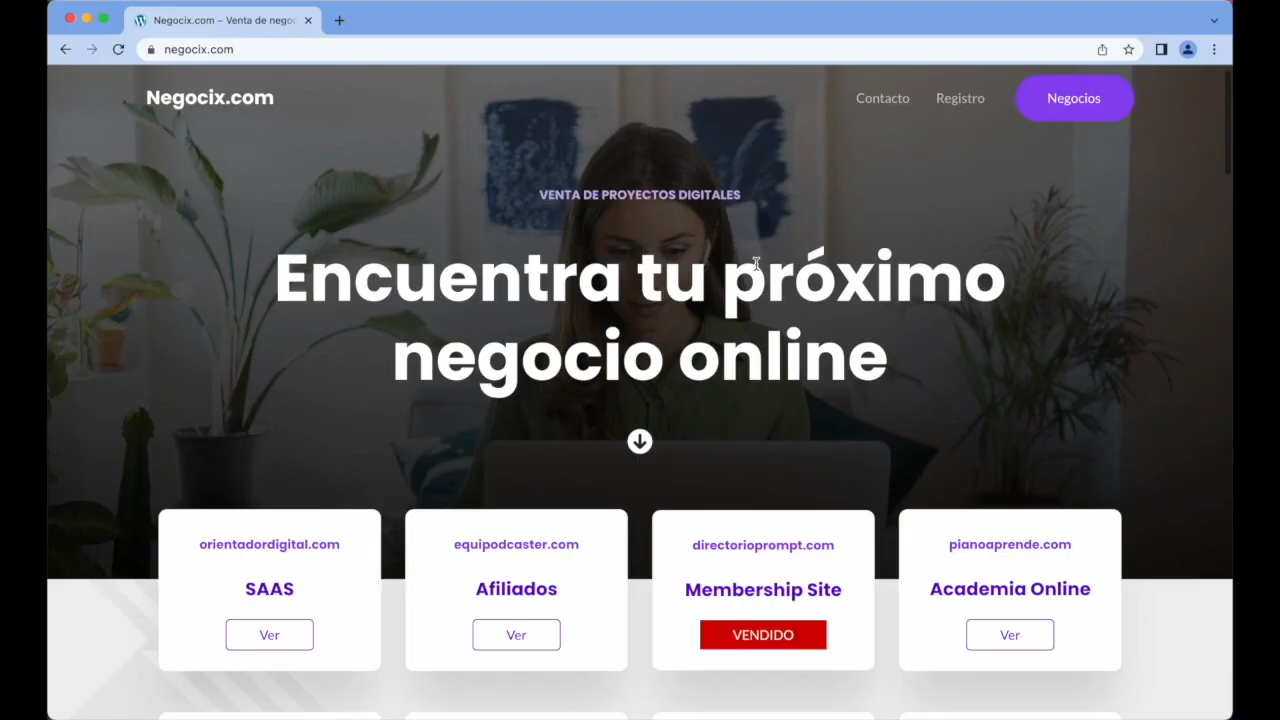 Negocix.com – Venta de negoc
negocix.com
Negocix.com
Contacto
Registro
Negocios
VENTA DE PROYECTOS DIGITALES
Encuentra tu próximo
negocio online
orientadordigital.com
SAAS
Ver
equipodcaster.com
Afiliados
Ver
directorioprompt.com
Membership Site
VENDIDO
pianoaprende.com
Academia Online
Ver